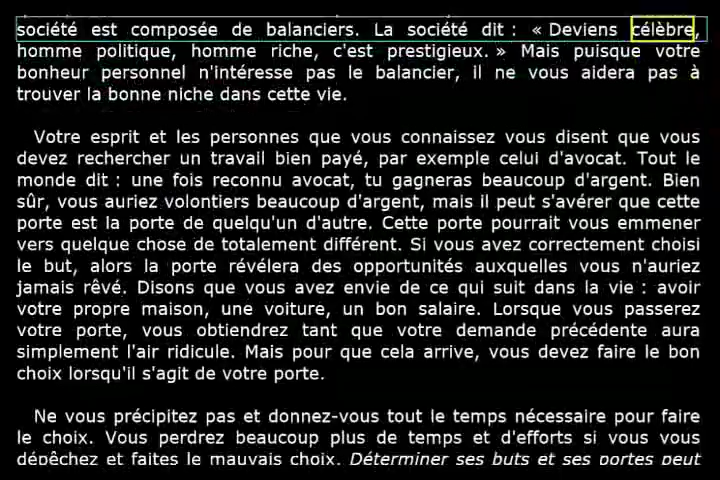 société est composée de balanciers. La société dit : « Deviens célèbre,
homme politique, homme riche, c'est prestigieux. » Mais puisque votre
bonheur personnel n'intéresse pas le balancier, il ne vous aidera pas à
trouver la bonne niche dans cette vie.
Votre esprit et les personnes que vous connaissez vous disent que vous
devez rechercher un travail bien payé, par exemple celui d'avocat. Tout le
monde dit : une fois reconnu avocat, tu gagneras beaucoup d'argent. Bien
sûr, vous auriez volontiers beaucoup d'argent, mais il peut s'avérer que cette
porte est la porte de quelqu'un d'autre. Cette porte pourrait vous emmener
vers quelque chose de totalement différent. Si vous avez correctement choisi
le but, alors la porte révélera des opportunités auxquelles vous n'auriez
jamais rêvé. Disons que vous avez envie de ce qui suit dans la vie : avoir
votre propre maison, une voiture, un bon salaire. Lorsque vous passerez
votre porte, vous obtiendrez tant que votre demande précédente aura
simplement l'air ridicule. Mais pour que cela arrive, vous devez faire le bon
choix lorsqu'il s'agit de votre porte.
Ne vous précipitez pas et donnez-vous tout le temps nécessaire pour faire
le choix. Vous perdrez beaucoup plus de temps et d'efforts si vous vous
dépêchez et faites le mauvais choix. Déterminer ses buts et ses portes peut